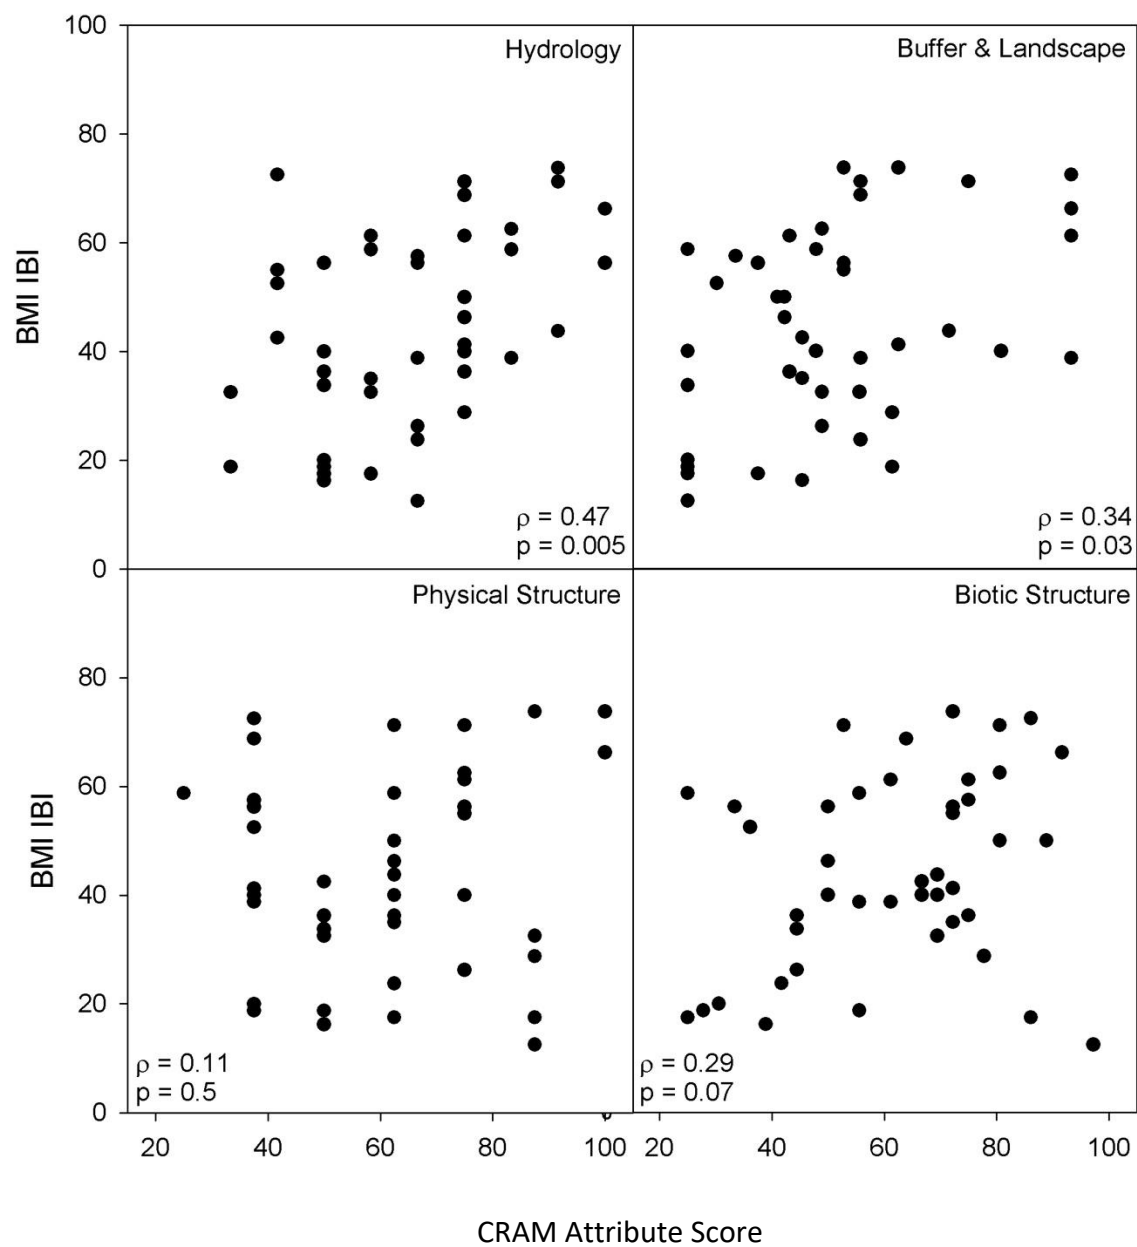 100
Hydrology
Buffer & Landscape
80
60
BMI IBI
40
20
ρ = 0.47
p = 0.005
ρ = 0.34
p = 0.03
0
Physical Structure
Biotic Structure
80
60
BMI IBI
40
20
ρ = 0.11
p = 0.5
ρ = 0.29
p = 0.07
0
20 40 60 80 100 20 40 60 80 100
CRAM Attribute Score